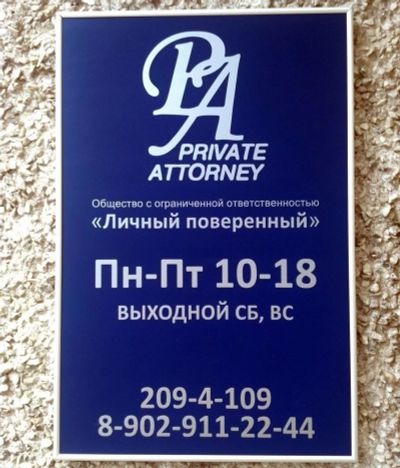 PA
PRIVATE
ATTORNEY
Общество с ограниченной ответственностью
«Личный поверенный»
Пн-Пт 10-18
ВЫХОДНОЙ СБ, ВС
209-4-109
8-902-911-22-44